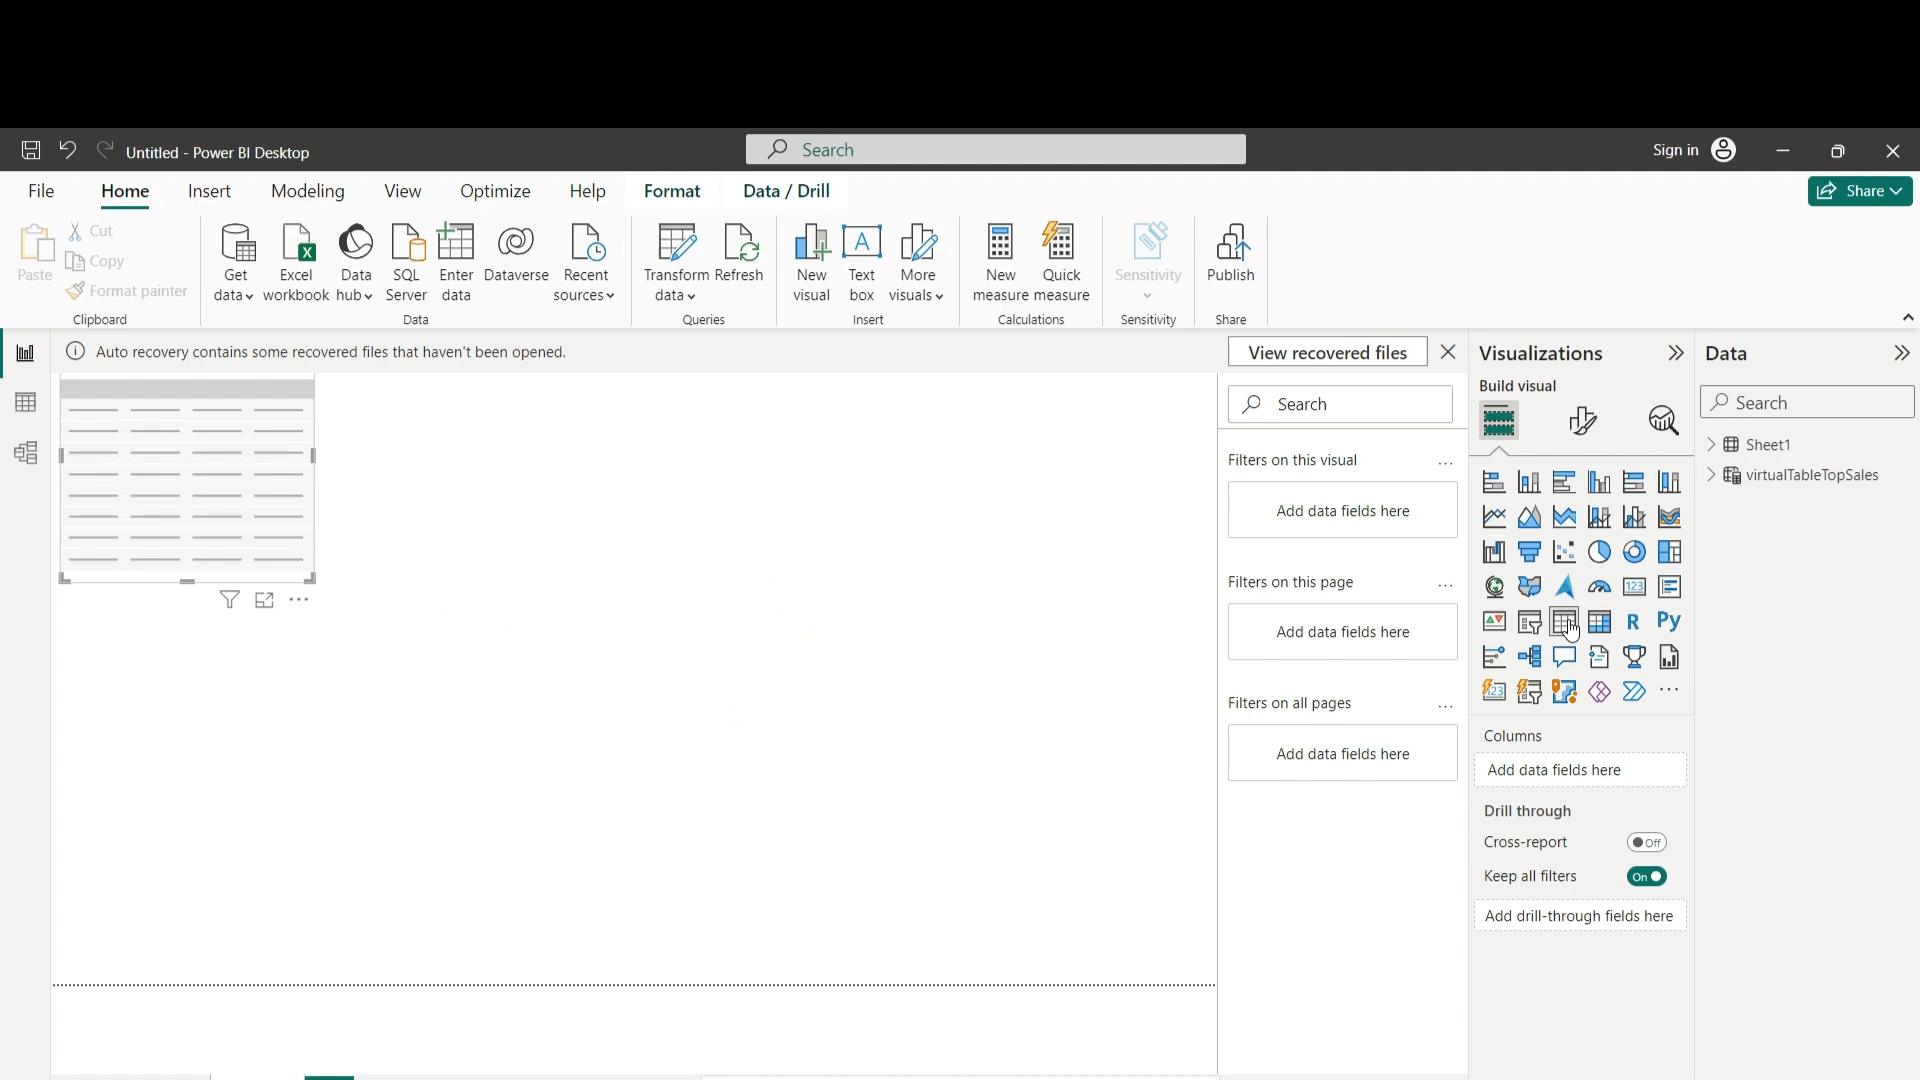 Untitled - Power BI Desktop
Search
Sign in
File Home Insert Modeling View Optimize Help Format Data / Drill
Share
Paste
Cut
Copy
Format painter
Clipboard
Get data
Excel workbook
Data hub
SQL Server
Enter data
Dataverse
Recent sources
Data
Transform data
Refresh
Queries
New visual
A
Text box
More visuals
Insert
New measure
Quick measure
Calculations
Sensitivity
Sensitivity
Publish
Share
Auto recovery contains some recovered files that haven't been opened.
View recovered files
Search
Filters on this visual
...
Add data fields here
Filters on this page
...
Add data fields here
Filters on all pages
...
Add data fields here
Visualizations
Build visual
123
R
Py
123
Columns
Add data fields here
Drill through
Cross-report
Off
Keep all filters
On
Add drill-through fields here
Data
Search
Sheet1
virtualTableTopSales